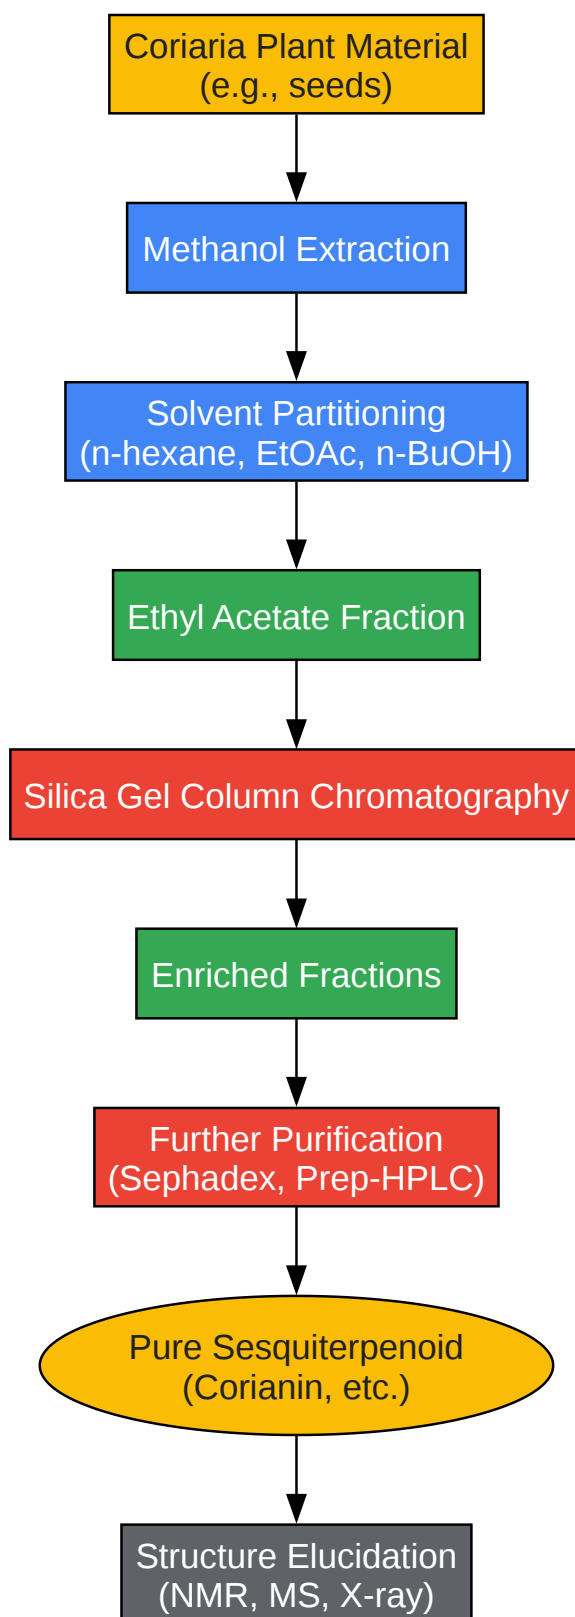 Coriaria Plant Material
(e.g., seeds)
Methanol Extraction
Solvent Partitioning
(n-hexane, EtOAc, n-BuOH)
Ethyl Acetate Fraction
Silica Gel Column Chromatography
Enriched Fractions
Further Purification
(Sephadex, Prep-HPLC)
Pure Sesquiterpenoid
(Corianin, etc.)
Structure Elucidation
(NMR, MS, X-ray)